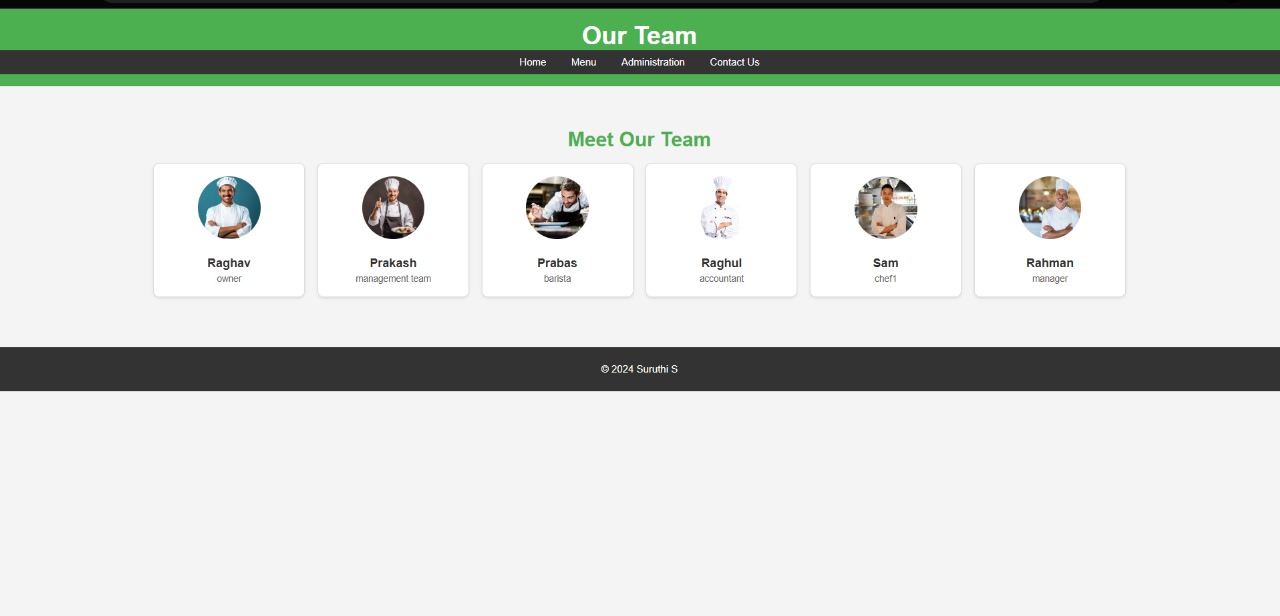 Our Team
Home Menu Administration Contact Us
Meet Our Team
Raghav Prakash Prabas Raghul Sam Rahman
owner management team barista accountant chef1 manager
© 2024 Suruthi S